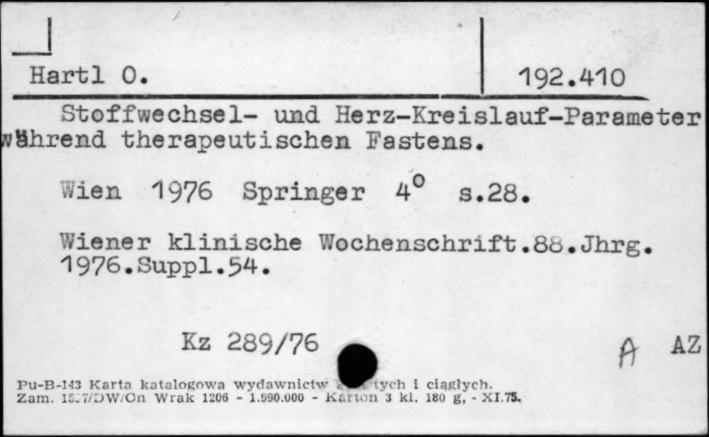 Hartl O.
192.410
Stoffwechsel- und Herz-Kreislauf-Parameter
während therapeutischen Fastens.
Wien 1976 Springer 4° s.28.
Wiener klinische Wochenschrift.88.Jhrg.
1976.Suppl.54.
Kz 289/76
A AZ
Pu-B-143 Karta katalogowa wydawnictw tych i ciągłych.
Zam. /DW/On Wrak 1206 - 1.990.000 - Karton 3 kl. 180 g, - XI.75.